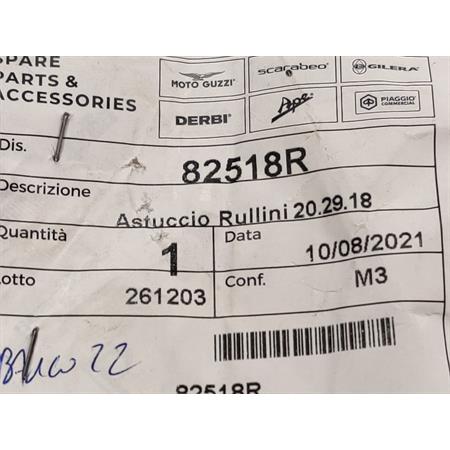 SPARE
PARTS &
ACCESSORIES
MOTO GUZZI
scarabeo
GILERA
DERBI
Ape
PIAGGIO
COMMERCIAL
Dis.
82518R
Descrizione
Astuccio Rullini 20.29.18
Quantità
1
Data
10/08/2021
Lotto
261203
Conf.
M3
22
82518R